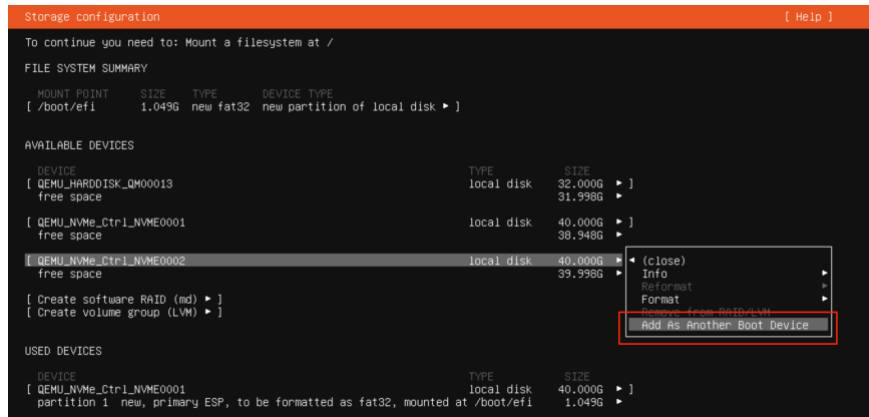 Storage configuration [ Help ]
To continue you need to: Mount a filesystem at /
FILE SYSTEM SUMMARY
MOUNT POINT SIZE TYPE DEVICE TYPE
[ /boot/efi 1.049G new fat32 new partition of local disk ▸ ]
AVAILABLE DEVICES
DEVICE TYPE SIZE
[ QEMU_HARDDISK_QM00013 local disk 32.000G ▸ ]
free space 31.998G ▸
[ QEMU_NVMe_Ctrl_NVME0001 local disk 40.000G ▸ ]
free space 38.948G ▸
[ QEMU_NVMe_Ctrl_NVME0002 local disk 40.000G ▸ ◂ (close)
free space 39.998G ▸ Info ▸
Reformat ▸
[ Create software RAID (md) ▸ ] Format ▸
[ Create volume group (LVM) ▸ ] Remove from RAID/LVM
Add As Another Boot Device
USED DEVICES
DEVICE TYPE SIZE
[ QEMU_NVMe_Ctrl_NVME0001 local disk 40.000G ▸ ]
partition 1 new, primary ESP, to be formatted as fat32, mounted at /boot/efi 1.049G ▸